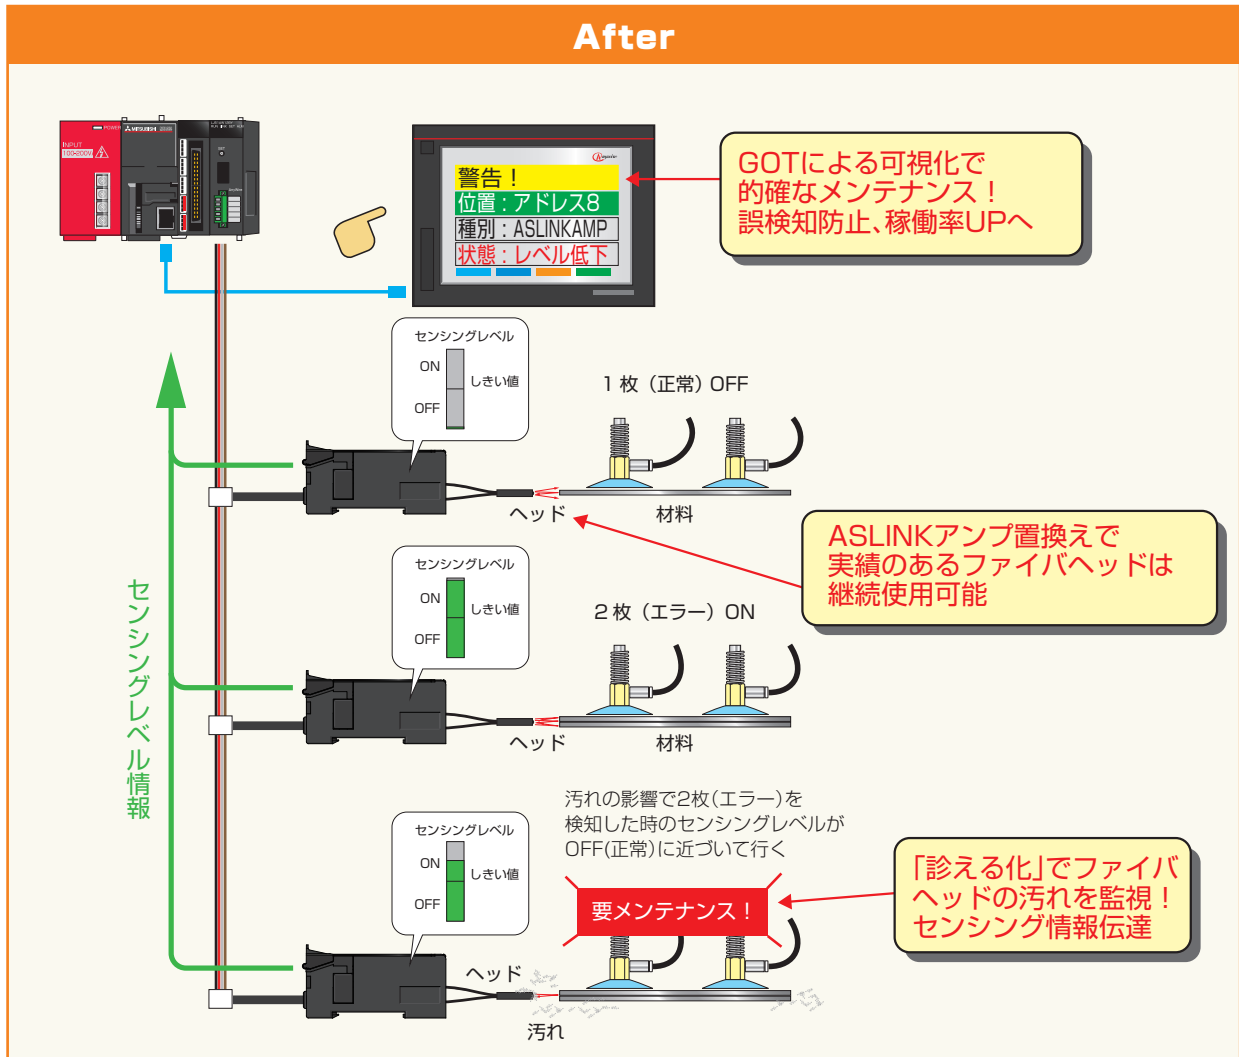 After
POWER
MITSUBISHI
INPUT
100-200V
警告！
位置：アドレス8
種別：ASLINKAMP
状態：レベル低下
GOTによる可視化で
的確なメンテナンス！
誤検知防止、稼働率UPへ
センシングレベル
ON
しきい値
OFF
1枚（正常）OFF
ヘッド
材料
ASLINKアンプ置換えで
実績のあるファイバヘッドは
継続使用可能
センシングレベル
ON
しきい値
OFF
2枚（エラー）ON
ヘッド
材料
センシングレベル情報
汚れの影響で2枚（エラー）を
検知した時のセンシングレベルが
OFF(正常)に近づいて行く
センシングレベル
ON
しきい値
OFF
要メンテナンス！
「診える化」でファイバ
ヘッドの汚れを監視！
センシング情報伝達
ヘッド
汚れ